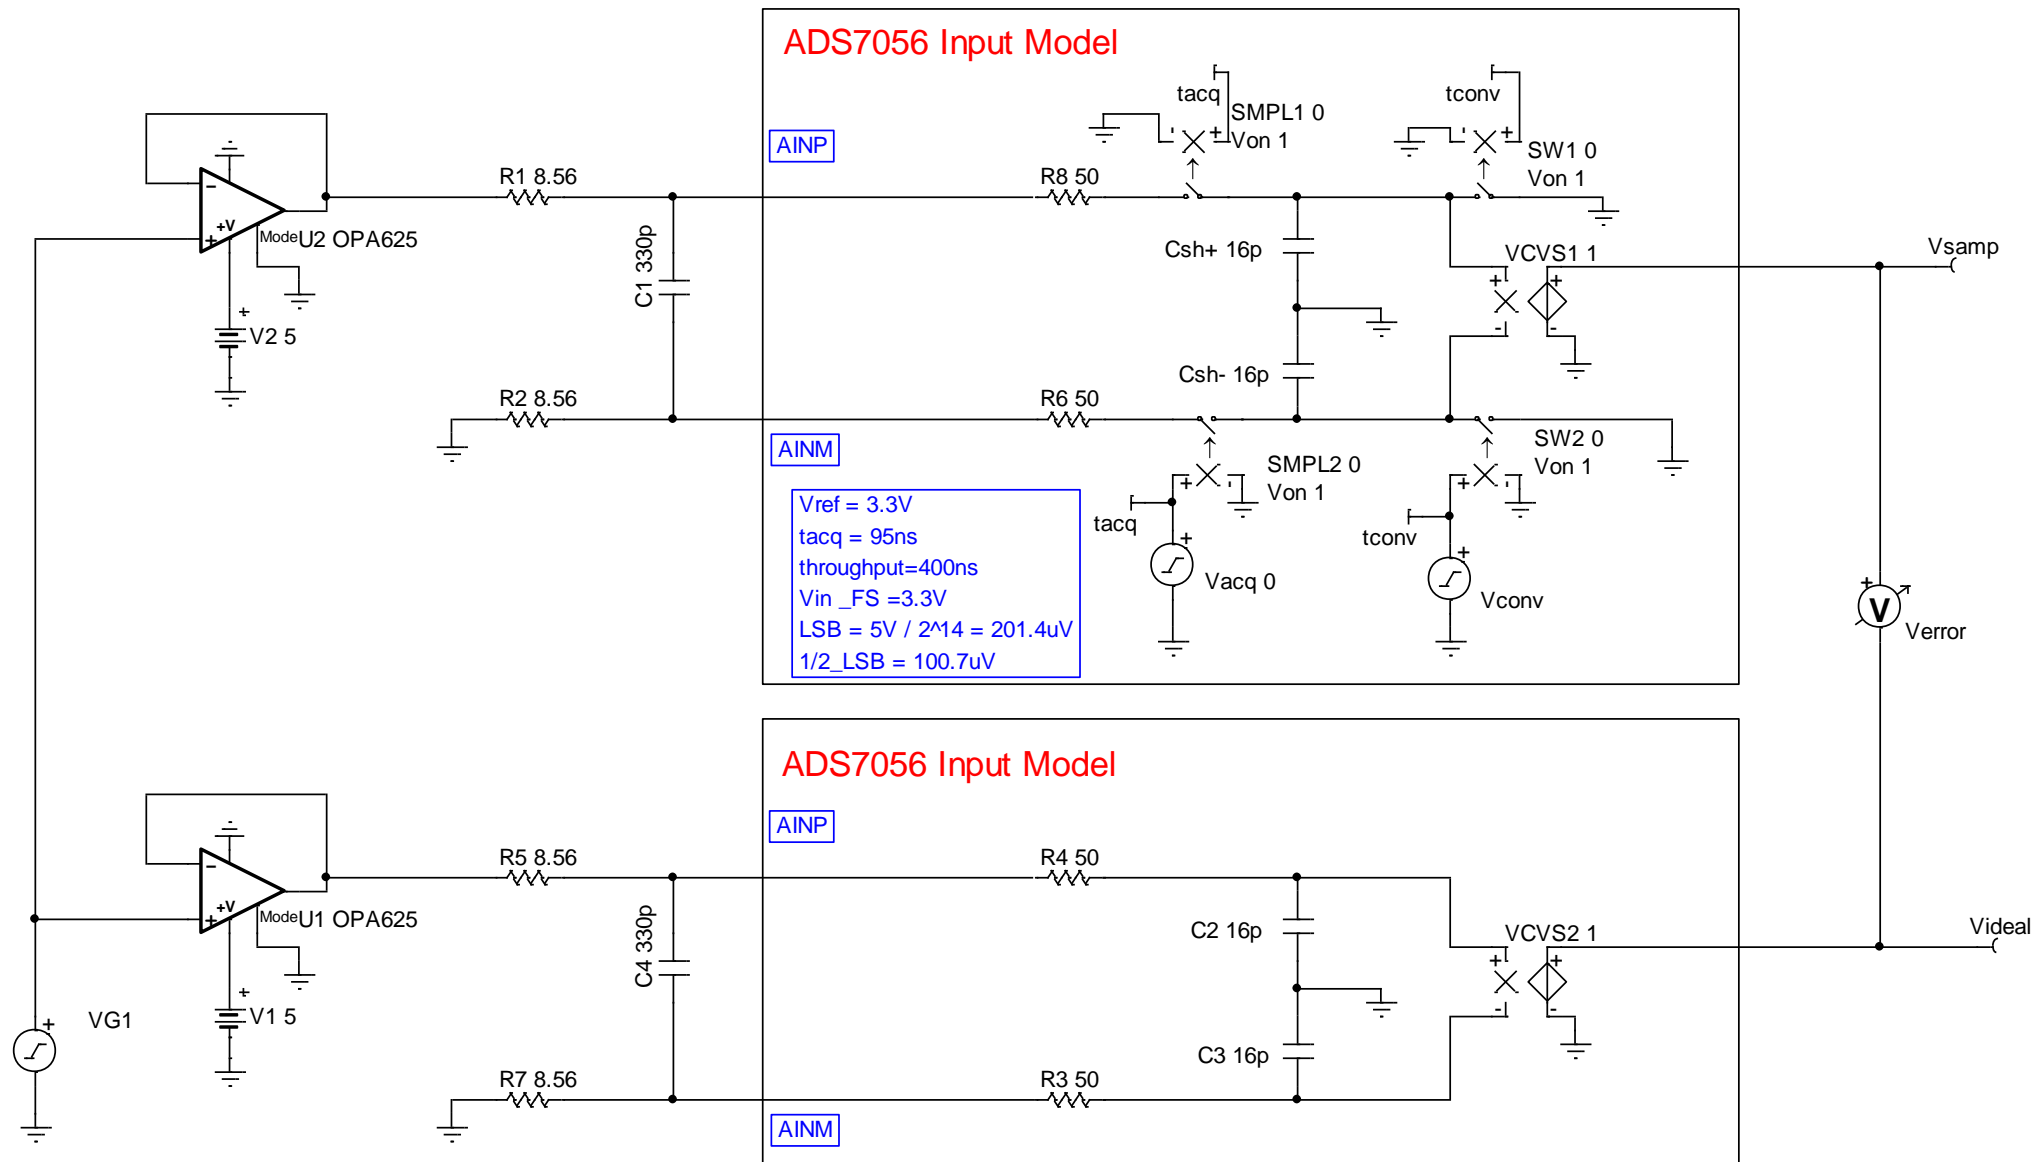 ADS7056 Input Model
tacq
SMPL1 0
Von 1
tconv
SW1 0
Von 1
AINP
R1 8.56
R8 50
+V
Mode
U2 OPA625
C1 330p
Csh+ 16p
VCVS1 1
Vsamp
V2 5
Csh- 16p
R2 8.56
R6 50
AINM
SMPL2 0
Von 1
SW2 0
Von 1
Vref = 3.3V
tacq = 95ns
throughput=400ns
Vin _FS =3.3V
LSB = 5V / 2^14 = 201.4uV
1/2_LSB = 100.7uV
tacq
Vacq 0
tconv
Vconv
V
Verror
ADS7056 Input Model
AINP
R5 8.56
R4 50
+V
Mode
U1 OPA625
C4 330p
C2 16p
VCVS2 1
Videal
V1 5
VG1
C3 16p
R7 8.56
R3 50
AINM